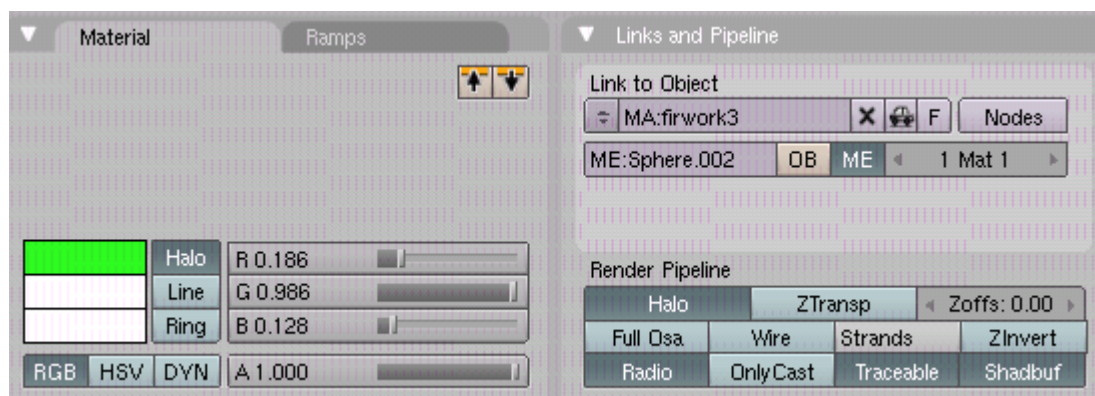 Material
Ramps
Halo
R 0.186
Line
G 0.986
Ring
B 0.128
RGB
HSV
DYN
A 1.000
Links and Pipeline
Link to Object
MA:firwork3
F
Nodes
ME:Sphere.002
OB
ME
1 Mat 1
Render Pipeline
Halo
ZTransp
Zoffs: 0.00
Full Osa
Wire
Strands
ZInvert
Radio
OnlyCast
Traceable
Shadbuf